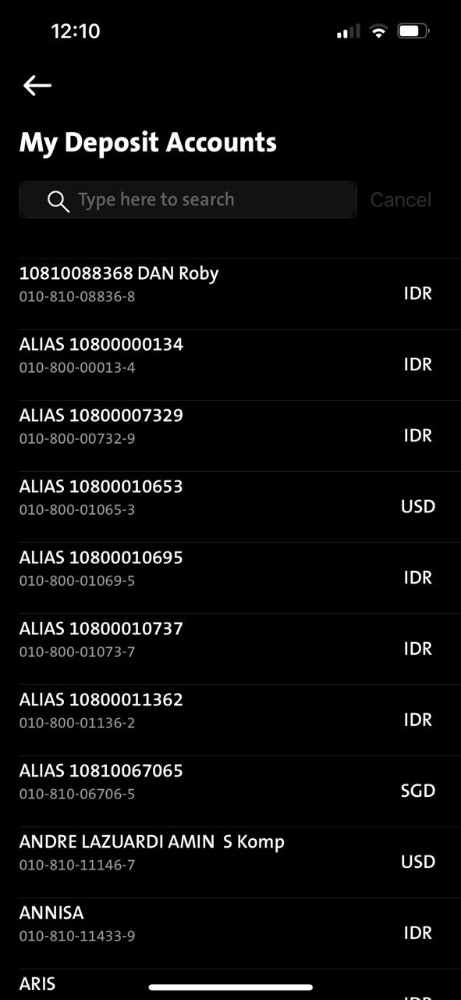 12:10
My Deposit Accounts
Type here to search Cancel
10810088368 DAN Roby
010-810-08836-8
IDR
ALIAS 10800000134
010-800-00013-4
IDR
ALIAS 10800007329
010-800-00732-9
IDR
ALIAS 10800010653
010-800-01065-3
USD
ALIAS 10800010695
010-800-01069-5
IDR
ALIAS 10800010737
010-800-01073-7
IDR
ALIAS 10800011362
010-800-01136-2
IDR
ALIAS 10810067065
010-810-06706-5
SGD
ANDRE LAZUARDI AMIN  S Komp
010-810-11146-7
USD
ANNISA
010-810-11433-9
IDR
ARIS
IDR